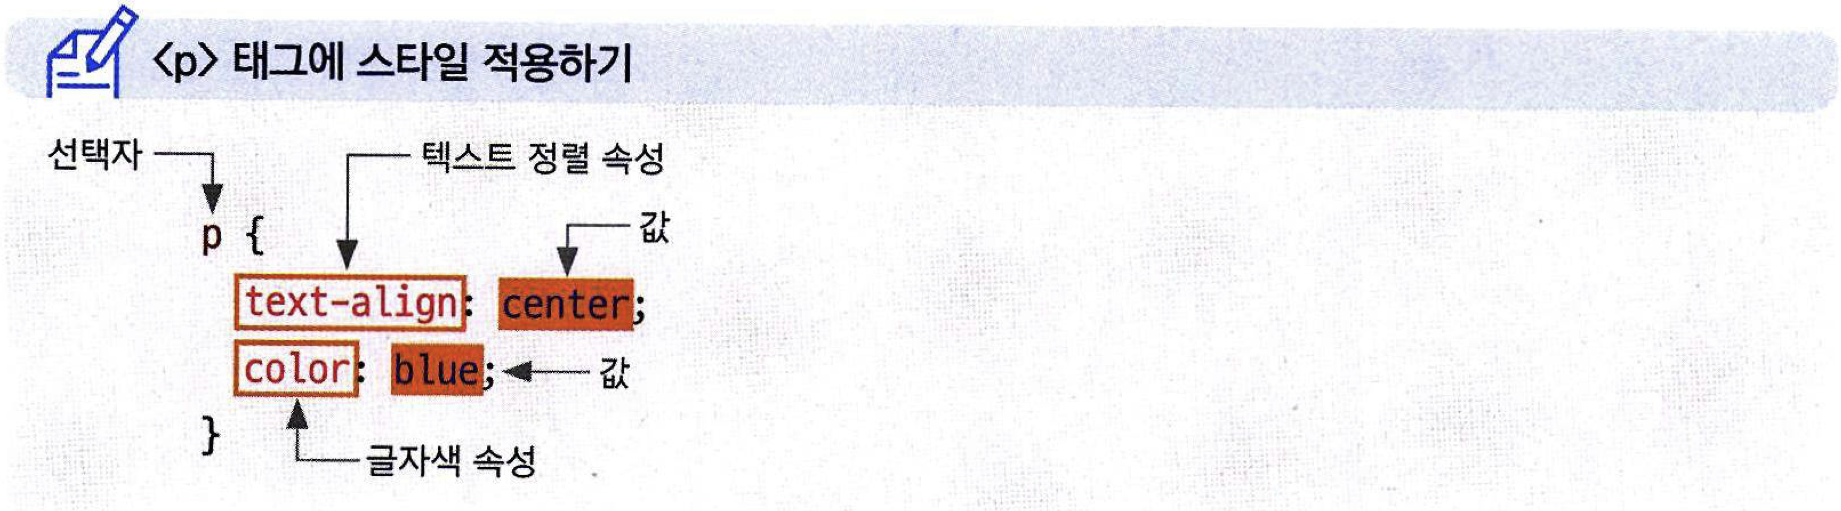 <p> 태그에 스타일 적용하기
선택자
텍스트 정렬 속성
p {
값
text-align: center;
color: blue;
값
}
글자색 속성